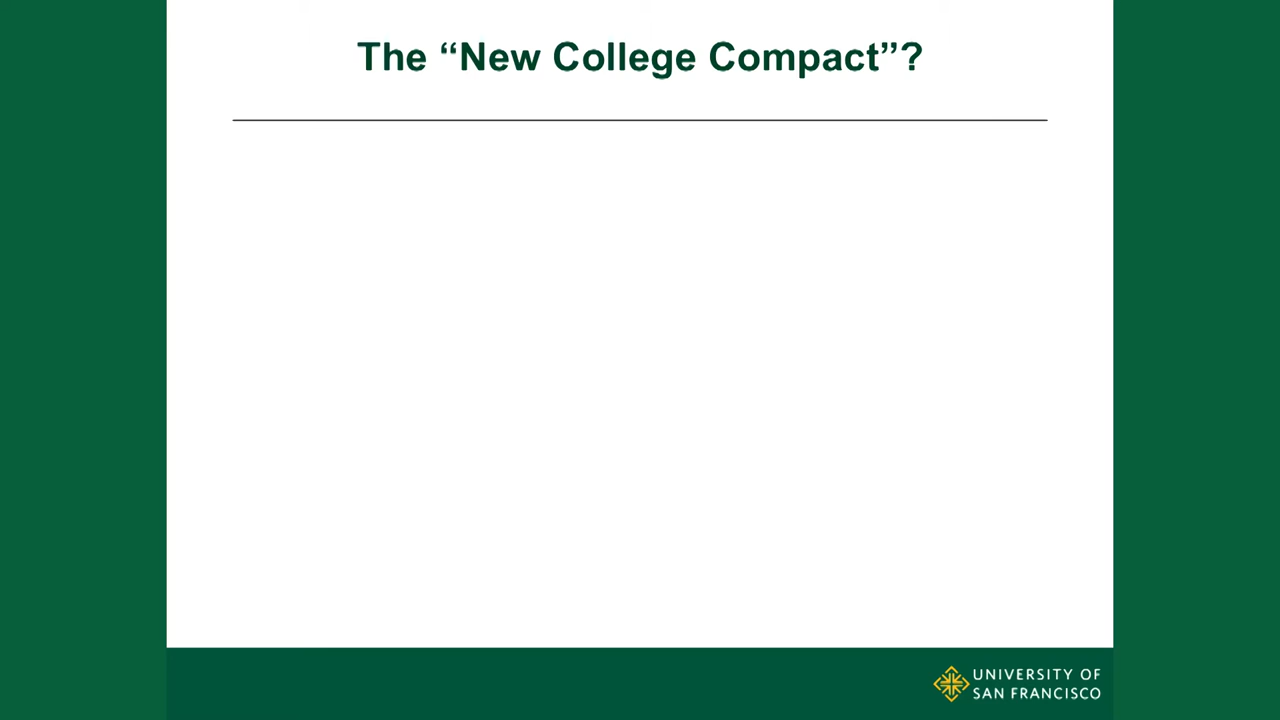 The “New College Compact”?
UNIVERSITY OF
SAN FRANCISCO